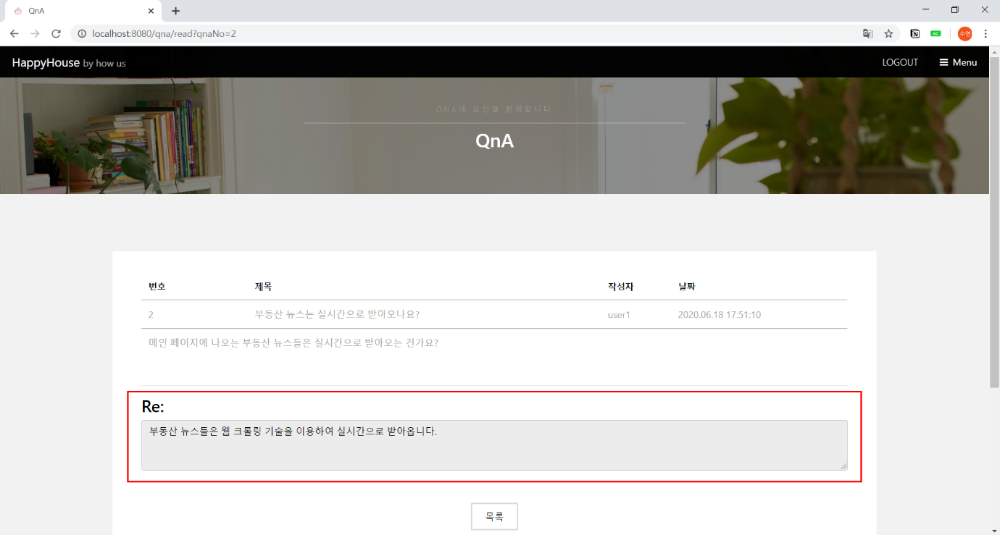 QnA
localhost:8080/qna/read?qnaNo=2
수연
HappyHouse by how us
LOGOUT
Menu
QNA에 오신걸 환영합니다
QnA
번호 제목 작성자 날짜
2 부동산 뉴스는 실시간으로 받아오나요? user1 2020.06.18 17:51:10
메인 페이지에 나오는 부동산 뉴스들은 실시간으로 받아오는 건가요?
Re:
부동산 뉴스들은 웹 크롤링 기술을 이용하여 실시간으로 받아옵니다.
목록